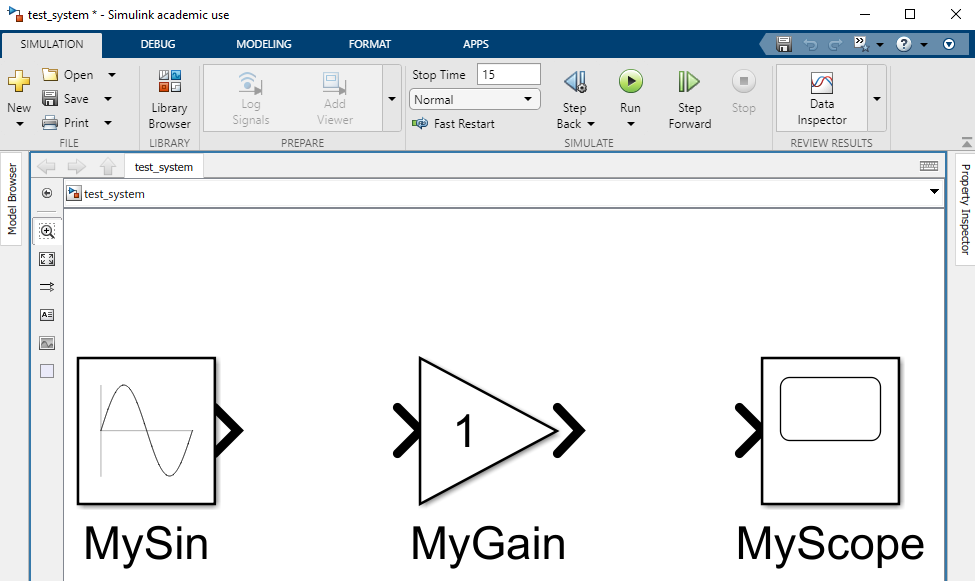 test_system * - Simulink academic use
SIMULATION DEBUG MODELING FORMAT APPS
New
Open
Save
Print
FILE
Library Browser
LIBRARY
Log Signals
Add Viewer
PREPARE
Stop Time 15
Normal
Fast Restart
Step Back
Run
Step Forward
Stop
SIMULATE
Data Inspector
REVIEW RESULTS
Model Browser
test_system
test_system
Property Inspector
1
MySin MyGain MyScope